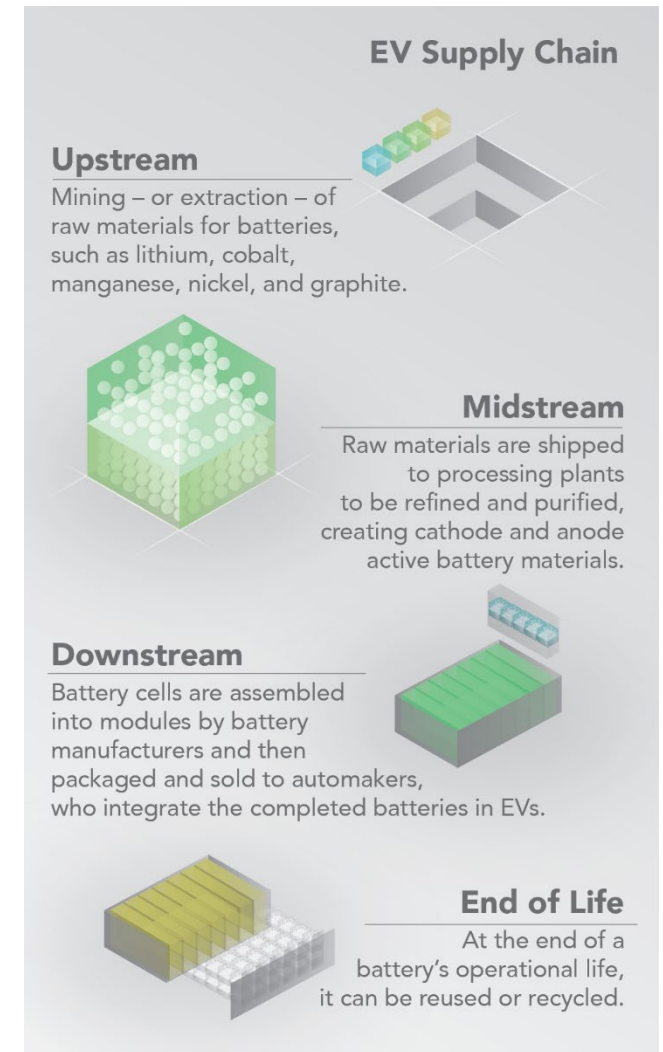 EV Supply Chain
Upstream
Mining – or extraction – of
raw materials for batteries,
such as lithium, cobalt,
manganese, nickel, and graphite.
Midstream
Raw materials are shipped
to processing plants
to be refined and purified,
creating cathode and anode
active battery materials.
Downstream
Battery cells are assembled
into modules by battery
manufacturers and then
packaged and sold to automakers,
who integrate the completed batteries in EVs.
End of Life
At the end of a
battery’s operational life,
it can be reused or recycled.